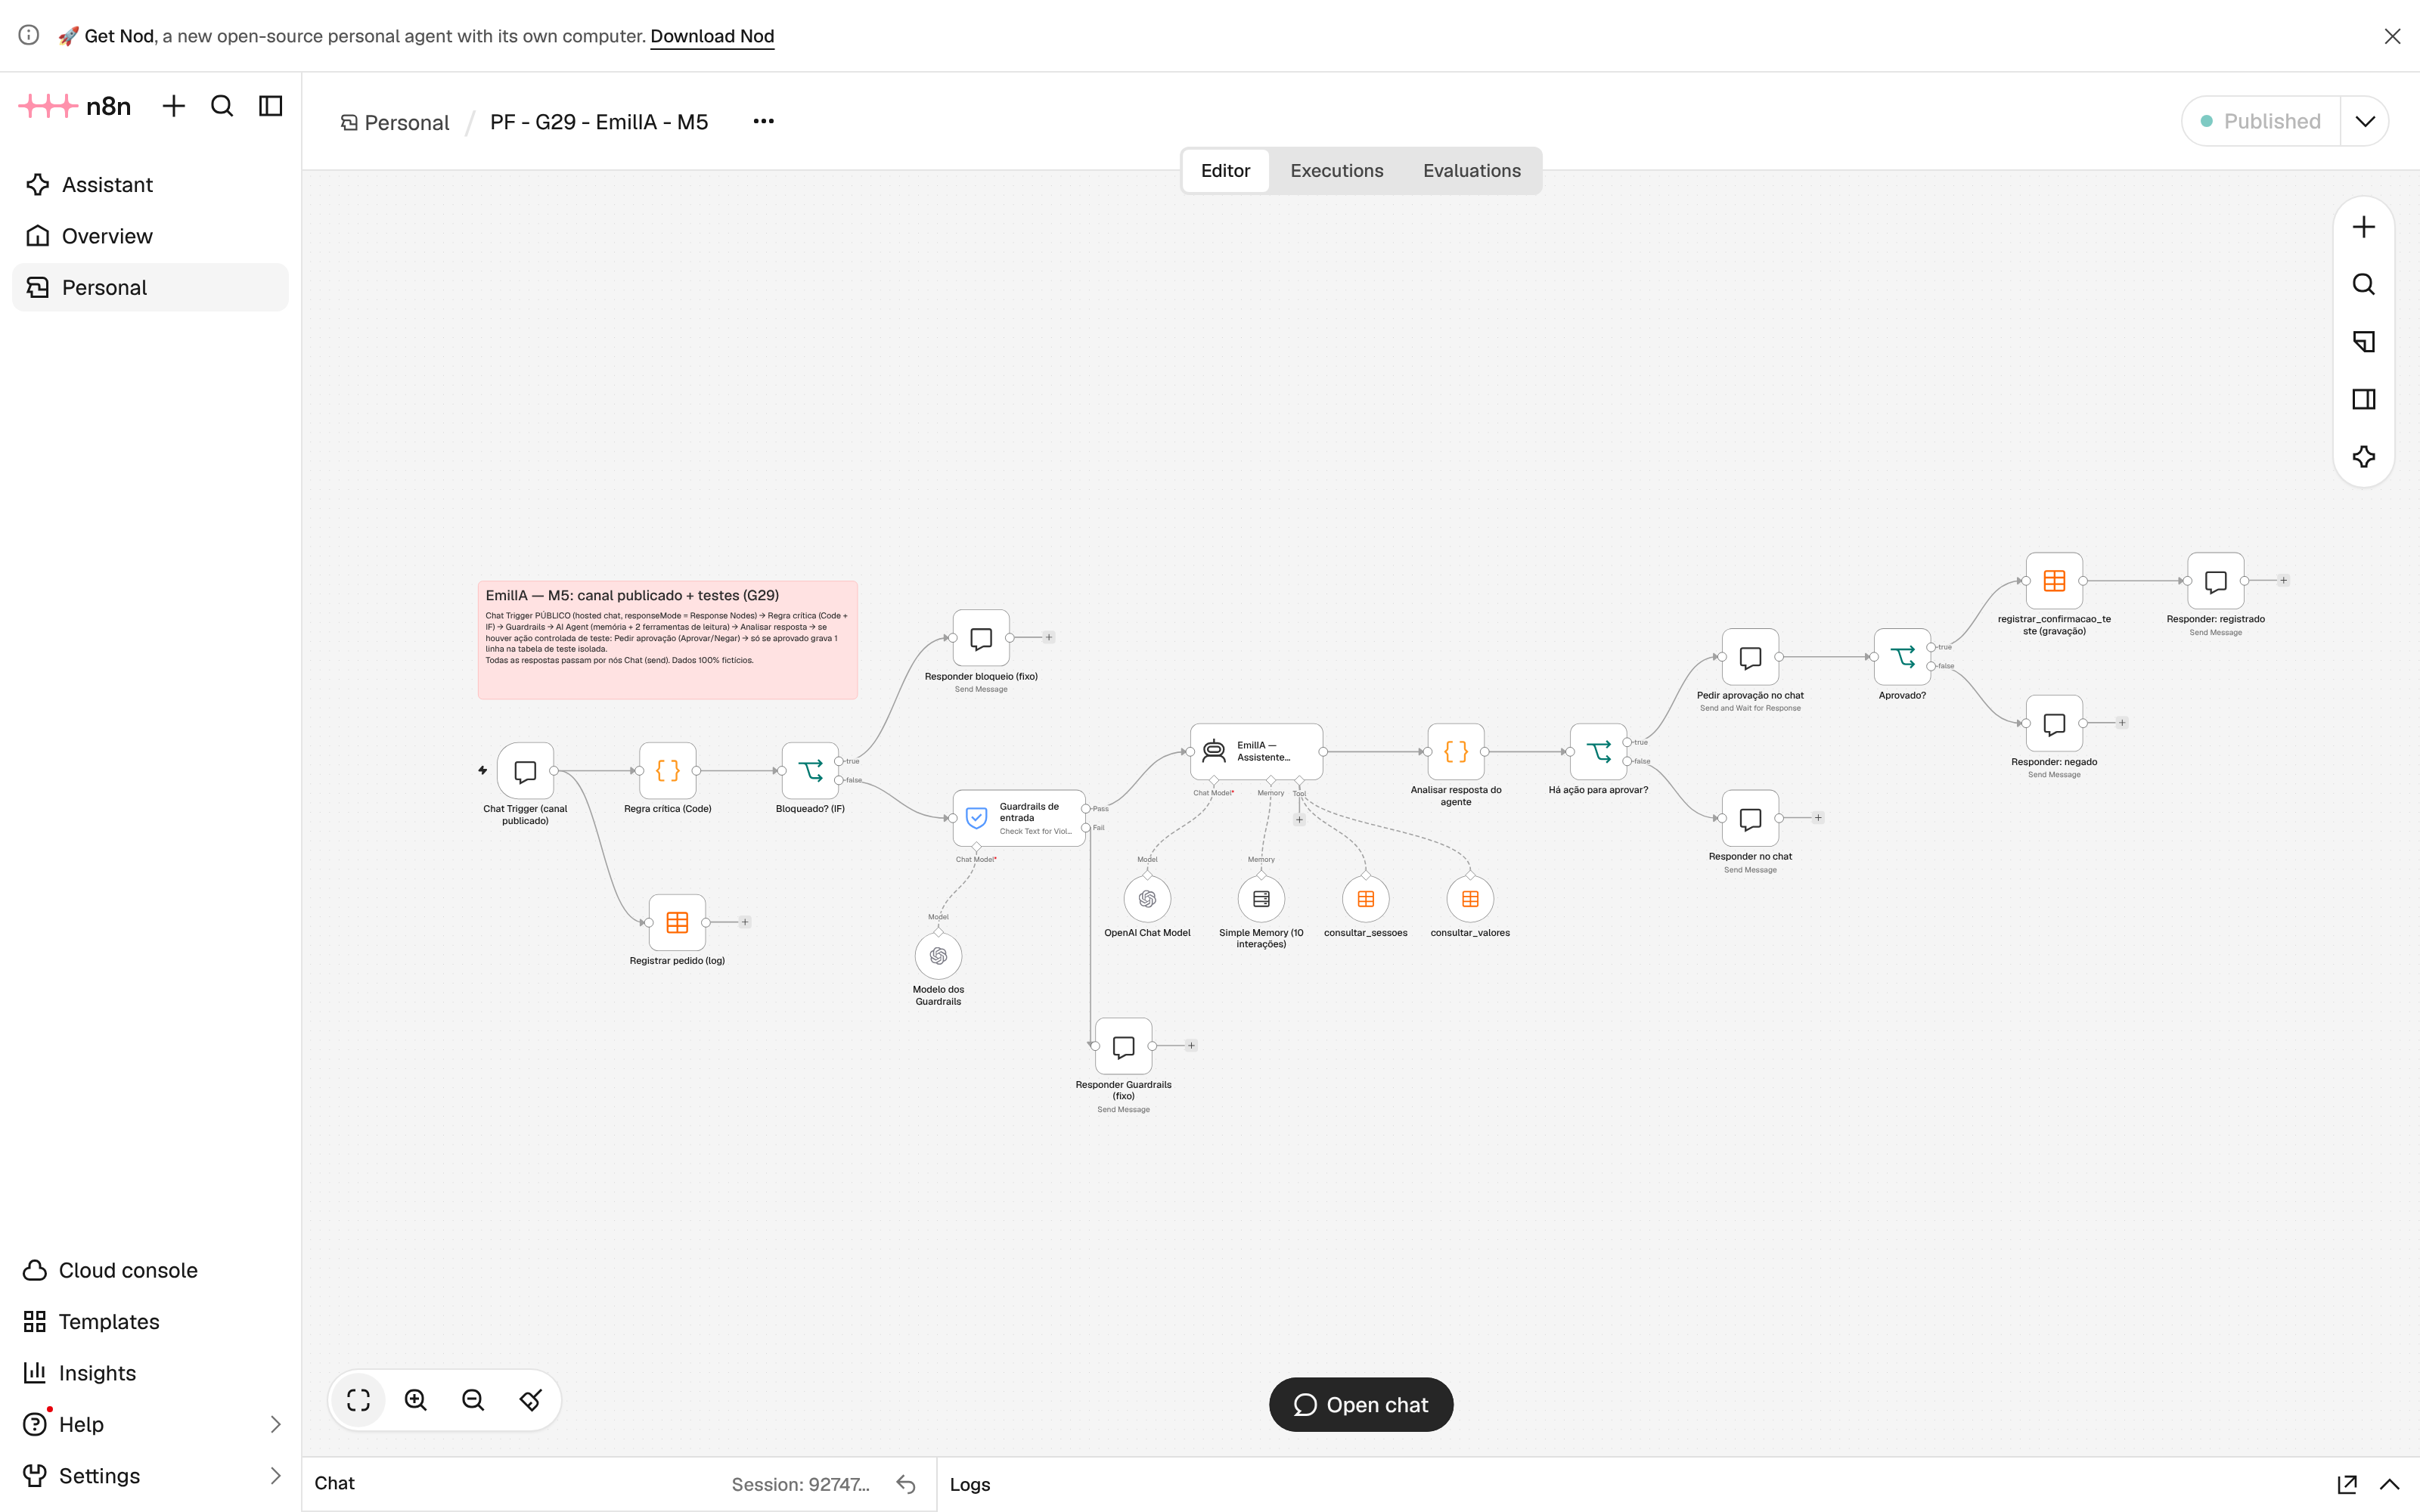 🚀 Get Nod, a new open-source personal agent with its own computer. Download Nod
n8n
Personal / PF - G29 - EmilIA - M5
Published
Editor
Executions
Evaluations
Assistant
Overview
Personal
EmilIA — M5: canal publicado + testes (G29)
Chat Trigger PÚBLICO (hosted chat, responseMode = Response Nodes) → Regra crítica (Code +
IF) → Guardrails → AI Agent (memória + 2 ferramentas de leitura) → Analisar resposta → se
houver ação controlada de teste: Pedir aprovação (Aprovar/Negar) → só se aprovado grava 1
linha na tabela de teste isolada.
Todas as respostas passam por nós Chat (send). Dados 100% fictícios.
Chat Trigger (canal
publicado)
Regra crítica (Code)
Bloqueado? (IF)
true
false
Registrar pedido (log)
Responder bloqueio (fixo)
Send Message
Guardrails de
entrada
Check Text for Viol...
Pass
Fail
Chat Model*
Model
Modelo dos
Guardrails
Responder Guardrails
(fixo)
Send Message
EmilIA —
Assistente...
Chat Model*
Memory
Tool
Model
Memory
OpenAI Chat Model
Simple Memory (10
interações)
consultar_sessoes
consultar_valores
Analisar resposta do
agente
Há ação para aprovar?
true
false
Pedir aprovação no chat
Send and Wait for Response
Responder no chat
Send Message
Aprovado?
true
false
registrar_confirmacao_te
ste (gravação)
Responder: registrado
Send Message
Responder: negado
Send Message
Cloud console
Templates
Insights
Help
Settings
Open chat
Chat
Session: 92747...
Logs